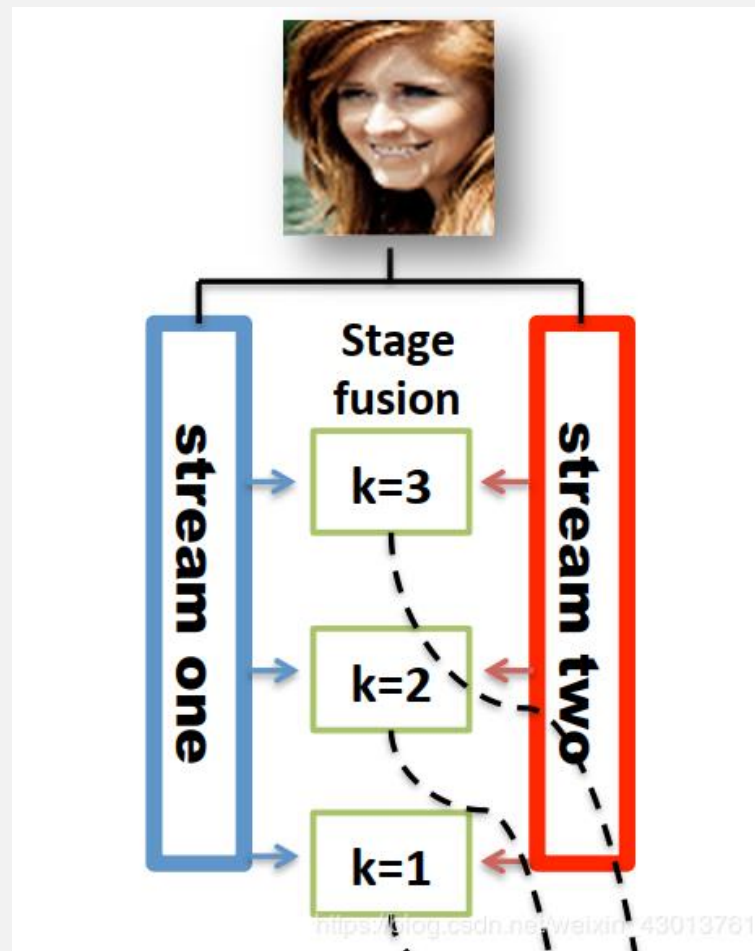 Stage
fusion
stream one
k=3
stream two
k=2
k=1
https://blog.csdn.net/weixin_43013761